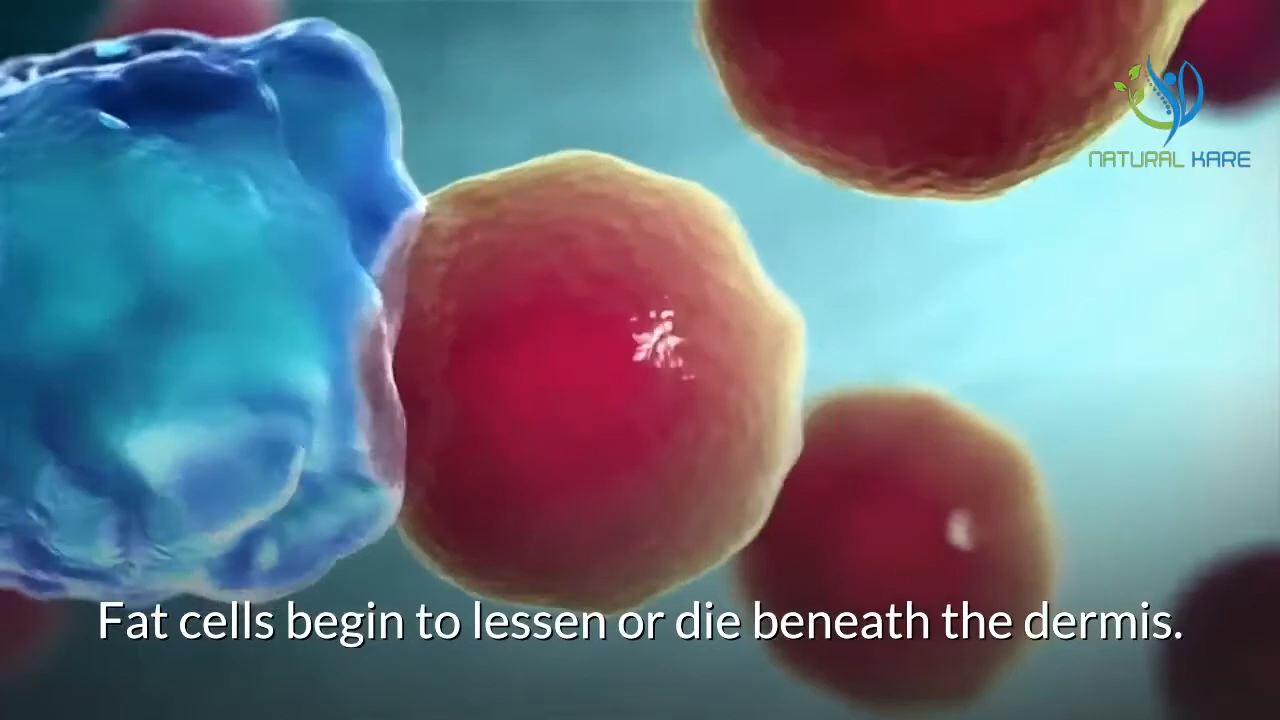 NATURAL KARE
Fat cells begin to lessen or die beneath the dermis.